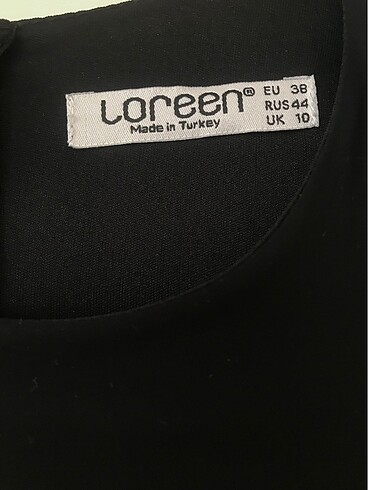 Loreen® EU 38
RUS 44
Made in Turkey UK 10